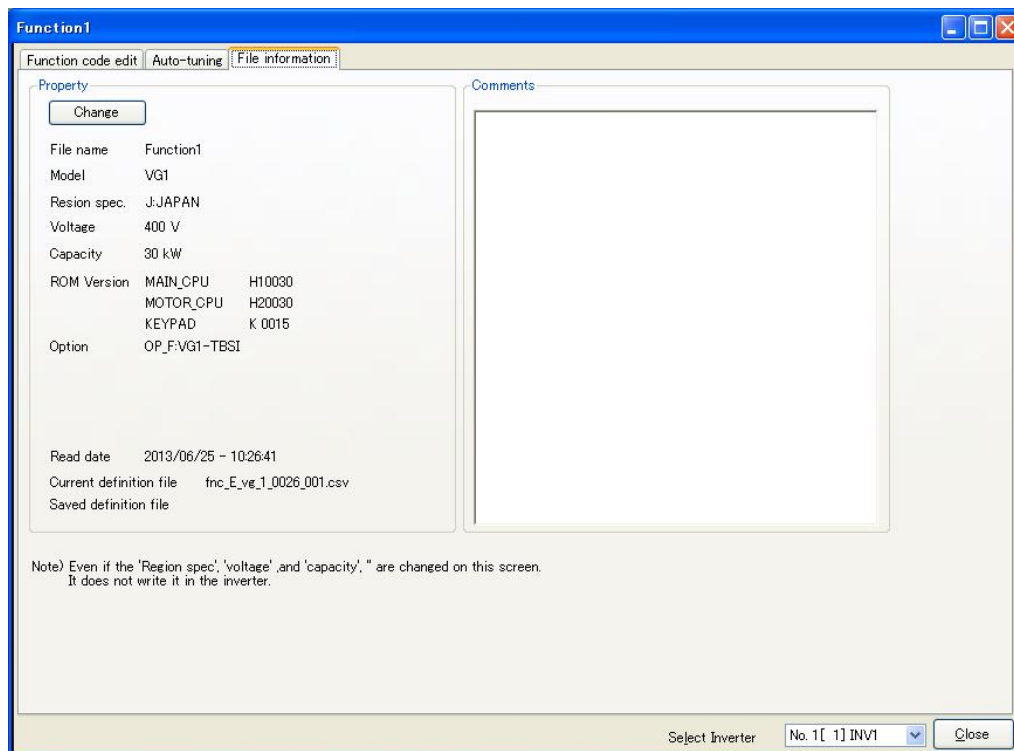 Function1
Function code edit Auto-tuning File information
Property
Change
File name Function1
Model VG1
Resion spec. J:JAPAN
Voltage 400 V
Capacity 30 kW
ROM Version MAIN_CPU H10030
MOTOR_CPU H20030
KEYPAD K 0015
Option OP_F:VG1-TBSI
Read date 2013/06/25 - 10:26:41
Current definition file fnc_E_vg_1_0026_001.csv
Saved definition file
Comments
Note) Even if the 'Region spec', 'voltage' ,and 'capacity', '' are changed on this screen.
It does not write it in the inverter.
Select Inverter No. 1[ 1] INV1 Close